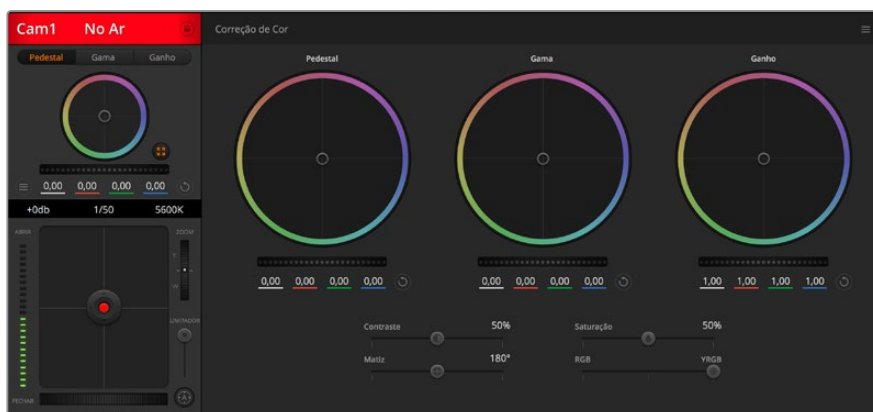 Cam1 No Ar
Correção de Cor
Pedestal Gama Ganho
0,00 0,00 0,00 0,00
+0db 1/50 5600K
ABRIR
ZOOM
T
W
LIMITADOR
FECHAR
A
Pedestal
0,00 0,00 0,00 0,00
Gama
0,00 0,00 0,00 0,00
Ganho
1,00 1,00 1,00 1,00
Contraste 50%
Saturação 50%
Matiz 180°
RGB YRGB